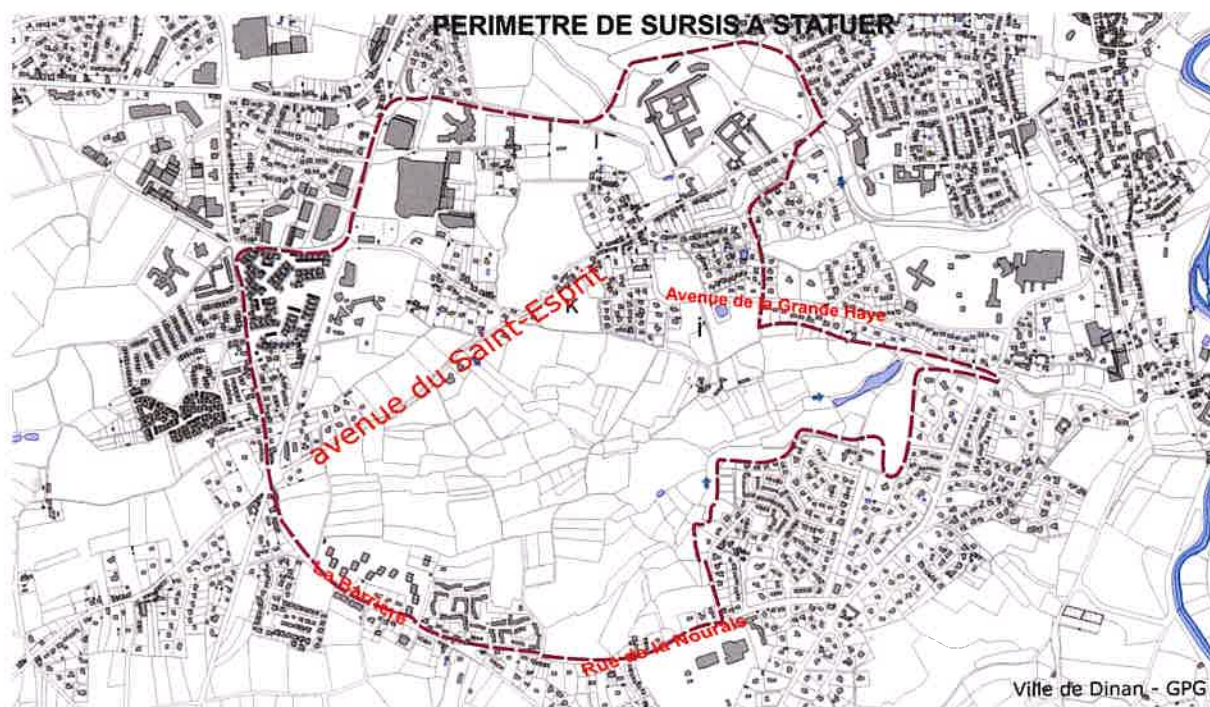 PERIMETRE DE SURSIS A STATUER
Avenue de la Grande Haye
K
i
avenue du Saint-Esprit
La Barrière
Rue de la Nourais
Ville de Dinan - GPG